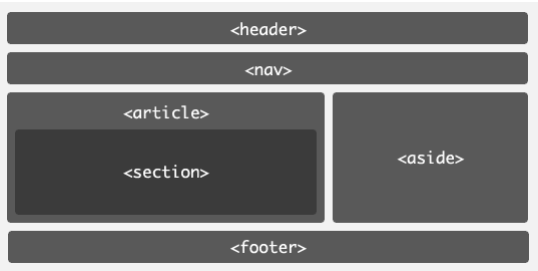 <header>
<nav>
<article>
<section>
<aside>
<footer>